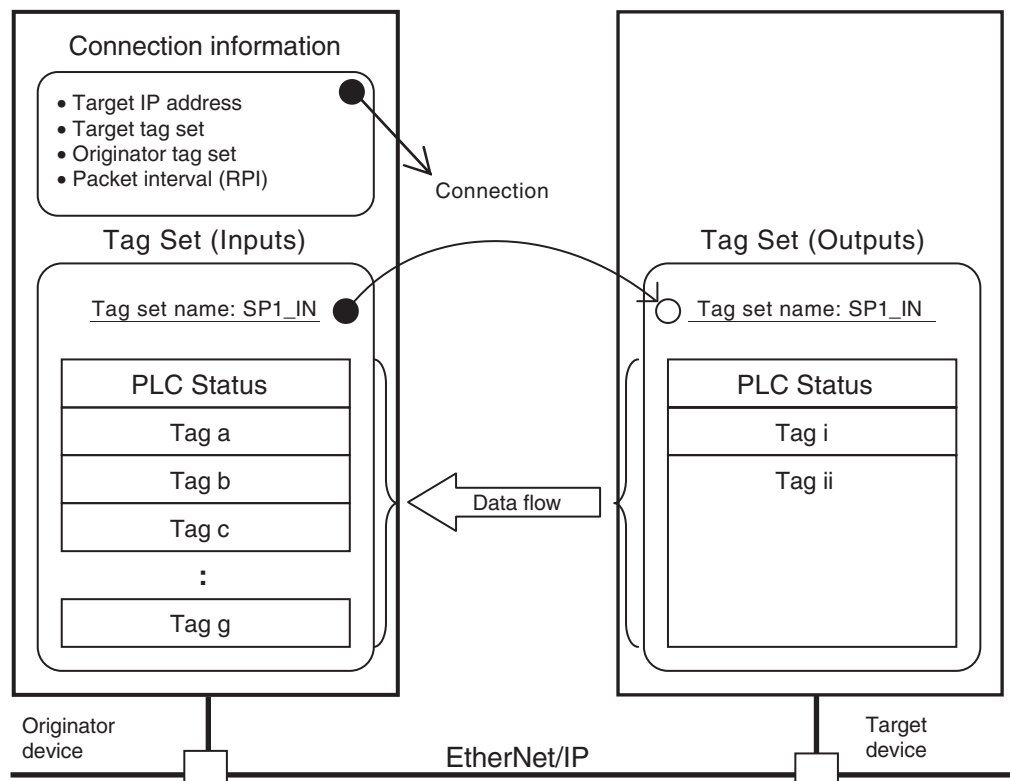 Connection information
• Target IP address
• Target tag set
• Originator tag set
• Packet interval (RPI)
Connection
Tag Set (Inputs)
Tag set name: SP1_IN
PLC Status
Tag a
Tag b
Tag c
:
Tag g
Data flow
Tag Set (Outputs)
Tag set name: SP1_IN
PLC Status
Tag i
Tag ii
Originator
device
EtherNet/IP
Target
device